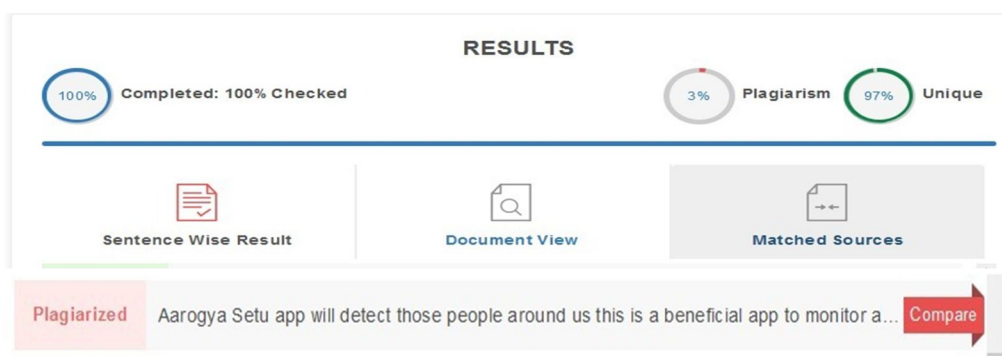 RESULTS
100% Completed: 100% Checked 3% Plagiarism 97% Unique
Sentence Wise Result Document View Matched Sources
Plagiarized Aarogya Setu app will detect those people around us this is a beneficial app to monitor a... Compare